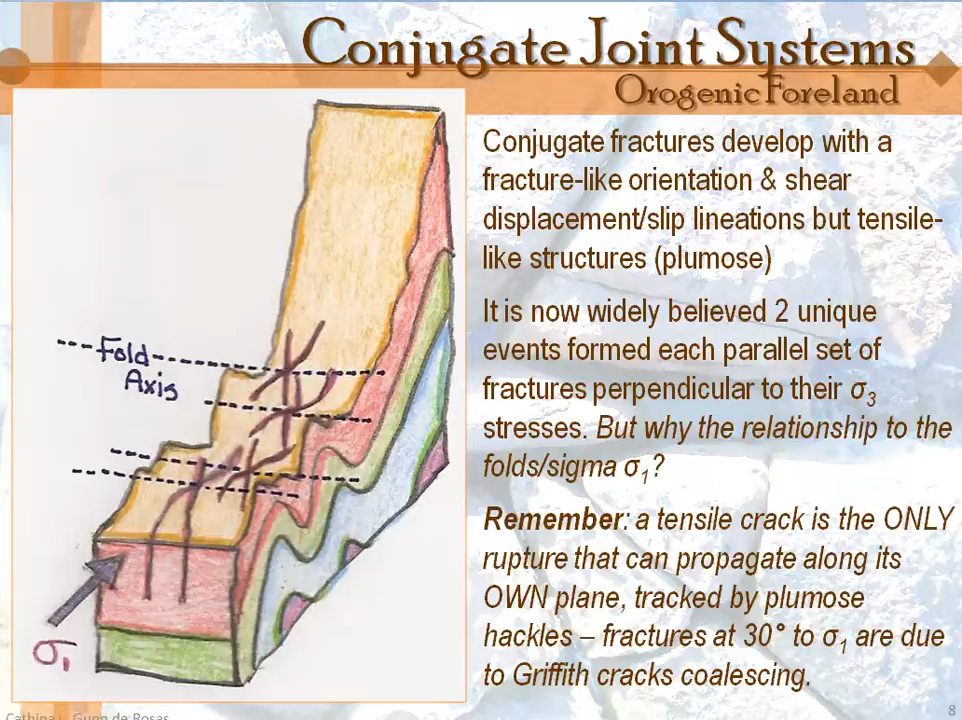 Conjugate Joint Systems
Orogenic Foreland
Conjugate fractures develop with a
fracture-like orientation & shear
displacement/slip lineations but tensile-
like structures (plumose)
It is now widely believed 2 unique
events formed each parallel set of
fractures perpendicular to their σ3
stresses. But why the relationship to the
folds/sigma σ1?
Remember: a tensile crack is the ONLY
rupture that can propagate along its
OWN plane, tracked by plumose
hackles – fractures at 30° to σ1 are due
to Griffith cracks coalescing.
Fold
Axis
σ1
Gunn de Rosas
8